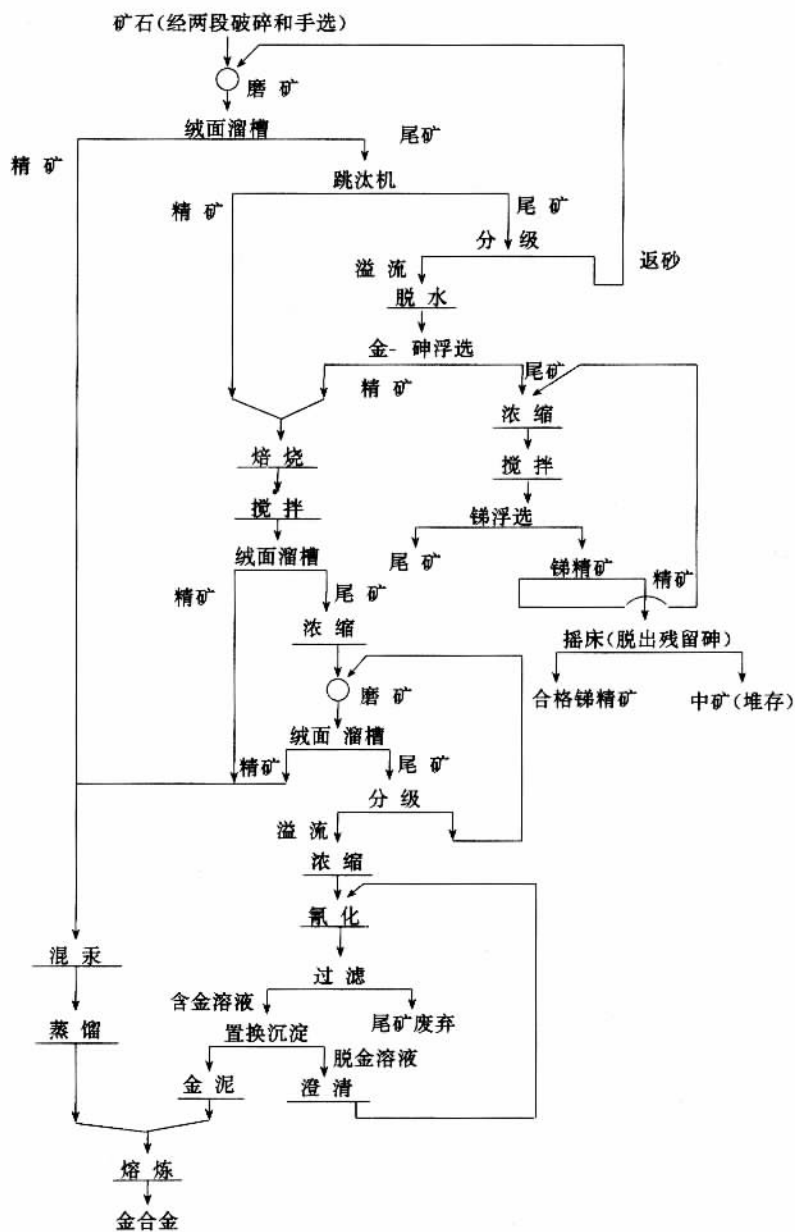 矿石(经两段破碎和手选)
磨 矿
绒面溜槽
精 矿
尾矿
跳汰机
精 矿
尾 矿
分 级
返砂
溢 流
脱 水
金- 砷浮选
精 矿
尾矿
浓 缩
焙 烧
搅 拌
搅 拌
锑浮选
绒面溜槽
尾 矿
锑精矿
精矿
精矿
尾 矿
浓 缩
摇床(脱出残留砷)
磨 矿
合格锑精矿
中矿(堆存)
绒面 溜槽
精矿
尾 矿
分 级
溢 流
浓 缩
氰 化
混 汞
过 滤
含金溶液
尾矿废弃
蒸 馏
置换沉淀
脱金溶液
金 泥
澄 清
熔 炼
金合金